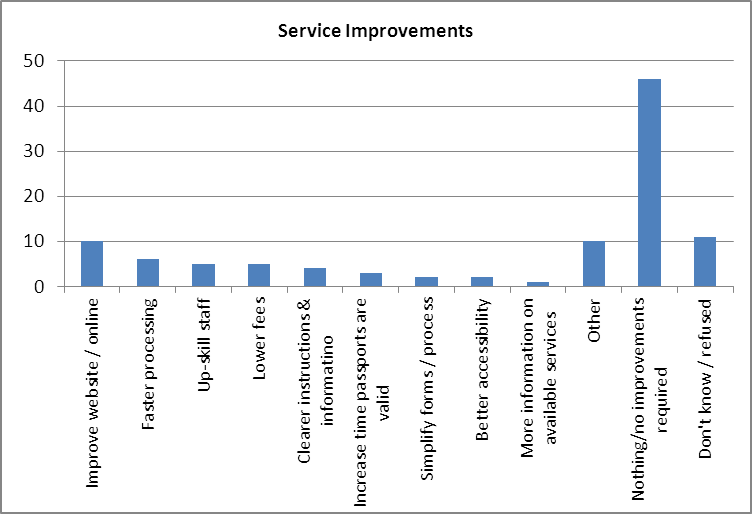 Service Improvements
50
40
30
20
10
0
Improve website / online
Faster processing
Up-skill staff
Lower fees
Clearer instructions &
informatino
Increase time passports are
valid
Simplify forms / process
Better accessibility
More information on
available services
Other
Nothing/no improvements
required
Don't know / refused